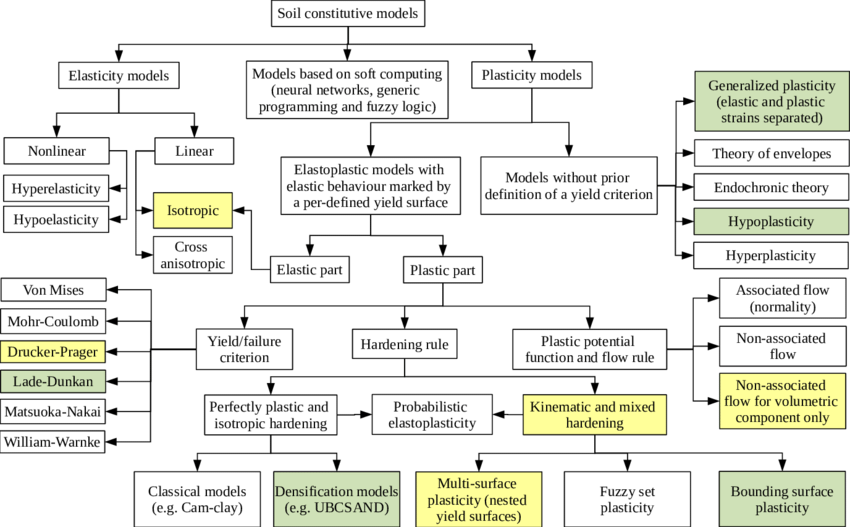 Soil constitutive models
Elasticity models
Models based on soft computing
(neural networks, generic
programming and fuzzy logic)
Plasticity models
Generalized plasticity
(elastic and plastic
strains separated)
Nonlinear
Linear
Elastoplastic models with
elastic behaviour marked by
a per-defined yield surface
Models without prior
definition of a yield criterion
Theory of envelopes
Hyperelasticity
Endochronic theory
Hypoelasticity
Isotropic
Hypoplasticity
Cross
anisotropic
Elastic part
Plastic part
Hyperplasticity
Von Mises
Associated flow
(normality)
Mohr-Coulomb
Yield/failure
criterion
Hardening rule
Plastic potential
function and flow rule
Non-associated
flow
Drucker-Prager
Lade-Dunkan
Non-associated
flow for volumetric
component only
Matsuoka-Nakai
Perfectly plastic and
isotropic hardening
Probabilistic
elastoplasticity
Kinematic and mixed
hardening
William-Warnke
Classical models
(e.g. Cam-clay)
Densification models
(e.g. UBCSAND)
Multi-surface
plasticity (nested
yield surfaces)
Fuzzy set
plasticity
Bounding surface
plasticity